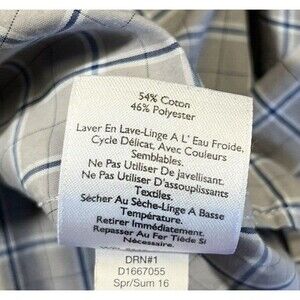 54% Cotton
46% Polyester
Laver En Lave-Linge A L' Eau Froide,
Cycle Délicat, Avec Couleurs
Semblables.
Ne Pas Utiliser De Javellisant.
Ne Pas Utiliser D'assouplissants
Textiles.
Sécher Au Sèche-Linge A Basse
Température.
Retirer Immédiatement.
Repasser Au Fer Tiède Si
Nécessaire.
DRN#1
D1667055
Spr/Sum 16